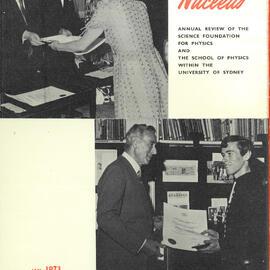 Nucleus
ANNUAL REVIEW OF THE
SCIENCE FOUNDATION
FOR PHYSICS
AND
THE SCHOOL OF PHYSICS
WITHIN THE
UNIVERSITY OF SYDNEY
1973